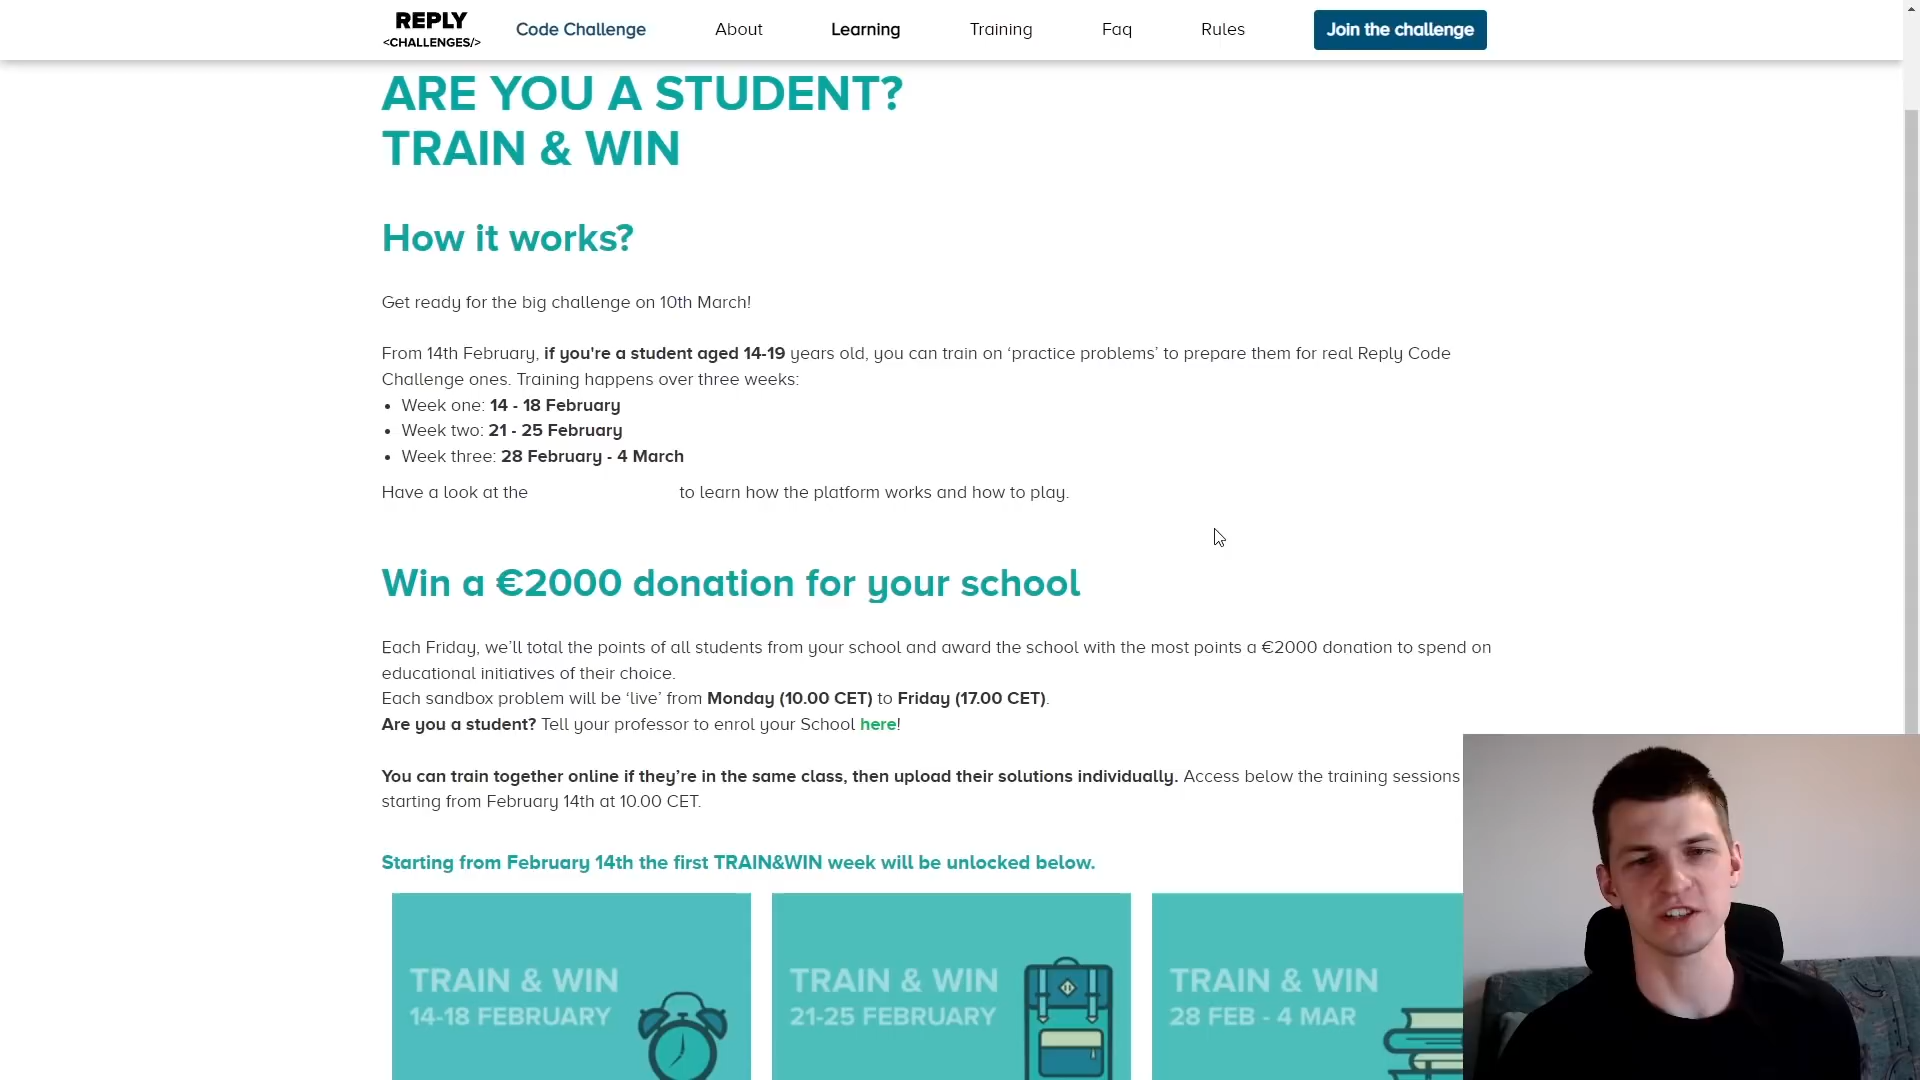 REPLY
<CHALLENGES/>
Code Challenge
About
Learning
Training
Faq
Rules
Join the challenge
ARE YOU A STUDENT?
TRAIN & WIN
How it works?
Get ready for the big challenge on 10th March!
From 14th February, if you're a student aged 14-19 years old, you can train on ‘practice problems’ to prepare them for real Reply Code
Challenge ones. Training happens over three weeks:
• Week one: 14 - 18 February
• Week two: 21 - 25 February
• Week three: 28 February - 4 March
Have a look at the to learn how the platform works and how to play.
Win a €2000 donation for your school
Each Friday, we’ll total the points of all students from your school and award the school with the most points a €2000 donation to spend on
educational initiatives of their choice.
Each sandbox problem will be ‘live’ from Monday (10.00 CET) to Friday (17.00 CET).
Are you a student? Tell your professor to enrol your School here!
You can train together online if they’re in the same class, then upload their solutions individually. Access below the training sessions
starting from February 14th at 10.00 CET.
Starting from February 14th the first TRAIN&WIN week will be unlocked below.
TRAIN & WIN
14-18 FEBRUARY
TRAIN & WIN
21-25 FEBRUARY
TRAIN & WIN
28 FEB - 4 MAR